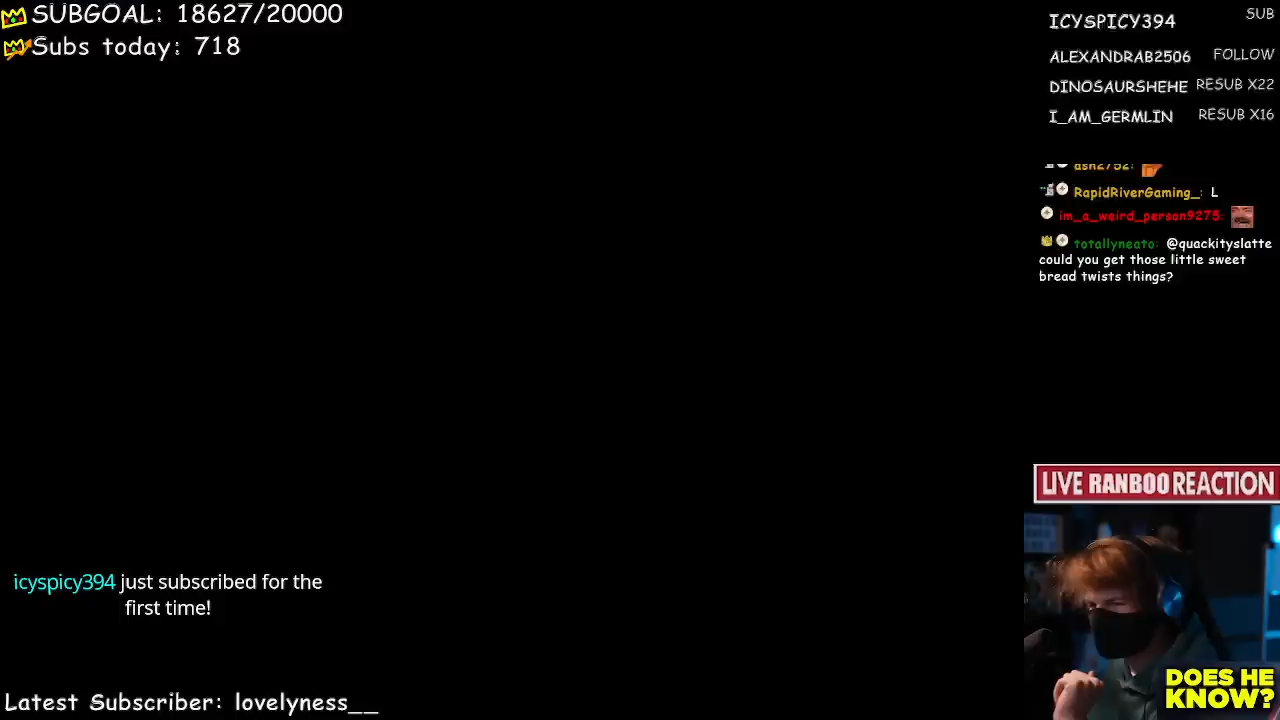 SUBGOAL: 18627/20000
Subs today: 718
ICYSPICY394 SUB
ALEXANDRAB2506 FOLLOW
DINOSAURSHEHE RESUB X22
I_AM_GERMLIN RESUB X16
ash2752:
RapidRiverGaming_: L
im_a_weird_person9275:
totallyneato: @quackityslatte
could you get those little sweet
bread twists things?
LIVE RANBOO REACTION
icyspicy394 just subscribed for the
first time!
DOES HE
KNOW?
Latest Subscriber: lovelyness__